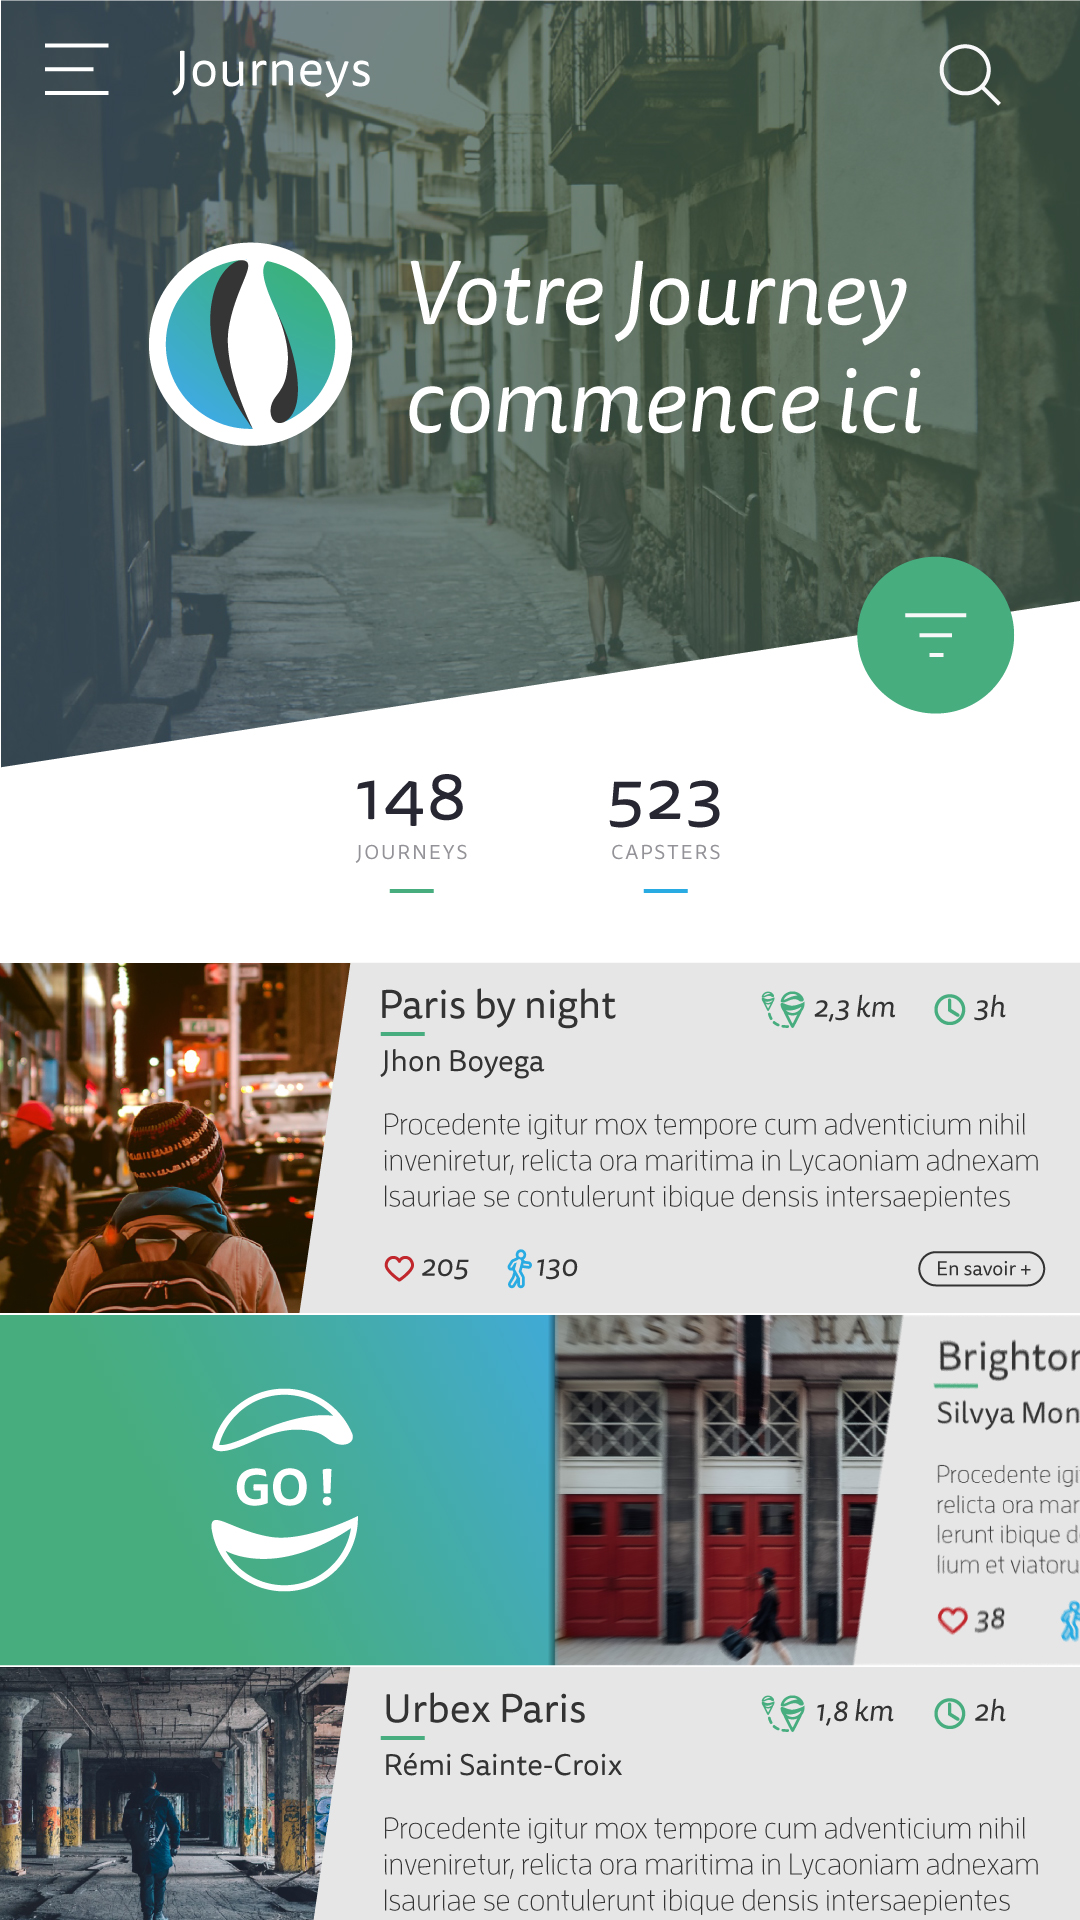 Journeys
Votre Journey
commence ici
148
523
JOURNEYS
CAPSTERS
Paris by night
2,3 km
3h
Jhon Boyega
Procedente igitur mox tempore cum adventicium nihil
inveniretur, relicta ora maritima in Lycaoniam adnexam
Isauriae se contulerunt ibique densis intersaepientes
205
130
En savoir +
GO !
MASSE HAL
Brighton
Silvya Mon
Procedente igi
relicta ora mar
lerunt ibique d
lium et viatoru
38
Urbex Paris
1,8 km
2h
Rémi Sainte-Croix
Procedente igitur mox tempore cum adventicium nihil
inveniretur, relicta ora maritima in Lycaoniam adnexam
Isauriae se contulerunt ibique densis intersaepientes